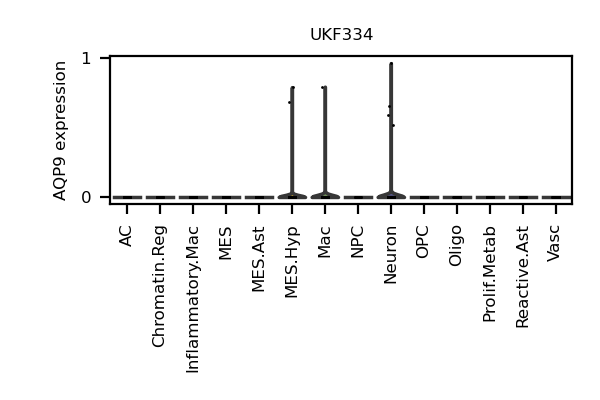 UKF334
AQP9 expression
1
0
AC
Chromatin.Reg
Inflammatory.Mac
MES
MES.Ast
MES.Hyp
Mac
NPC
Neuron
OPC
Oligo
Prolif.Metab
Reactive.Ast
Vasc